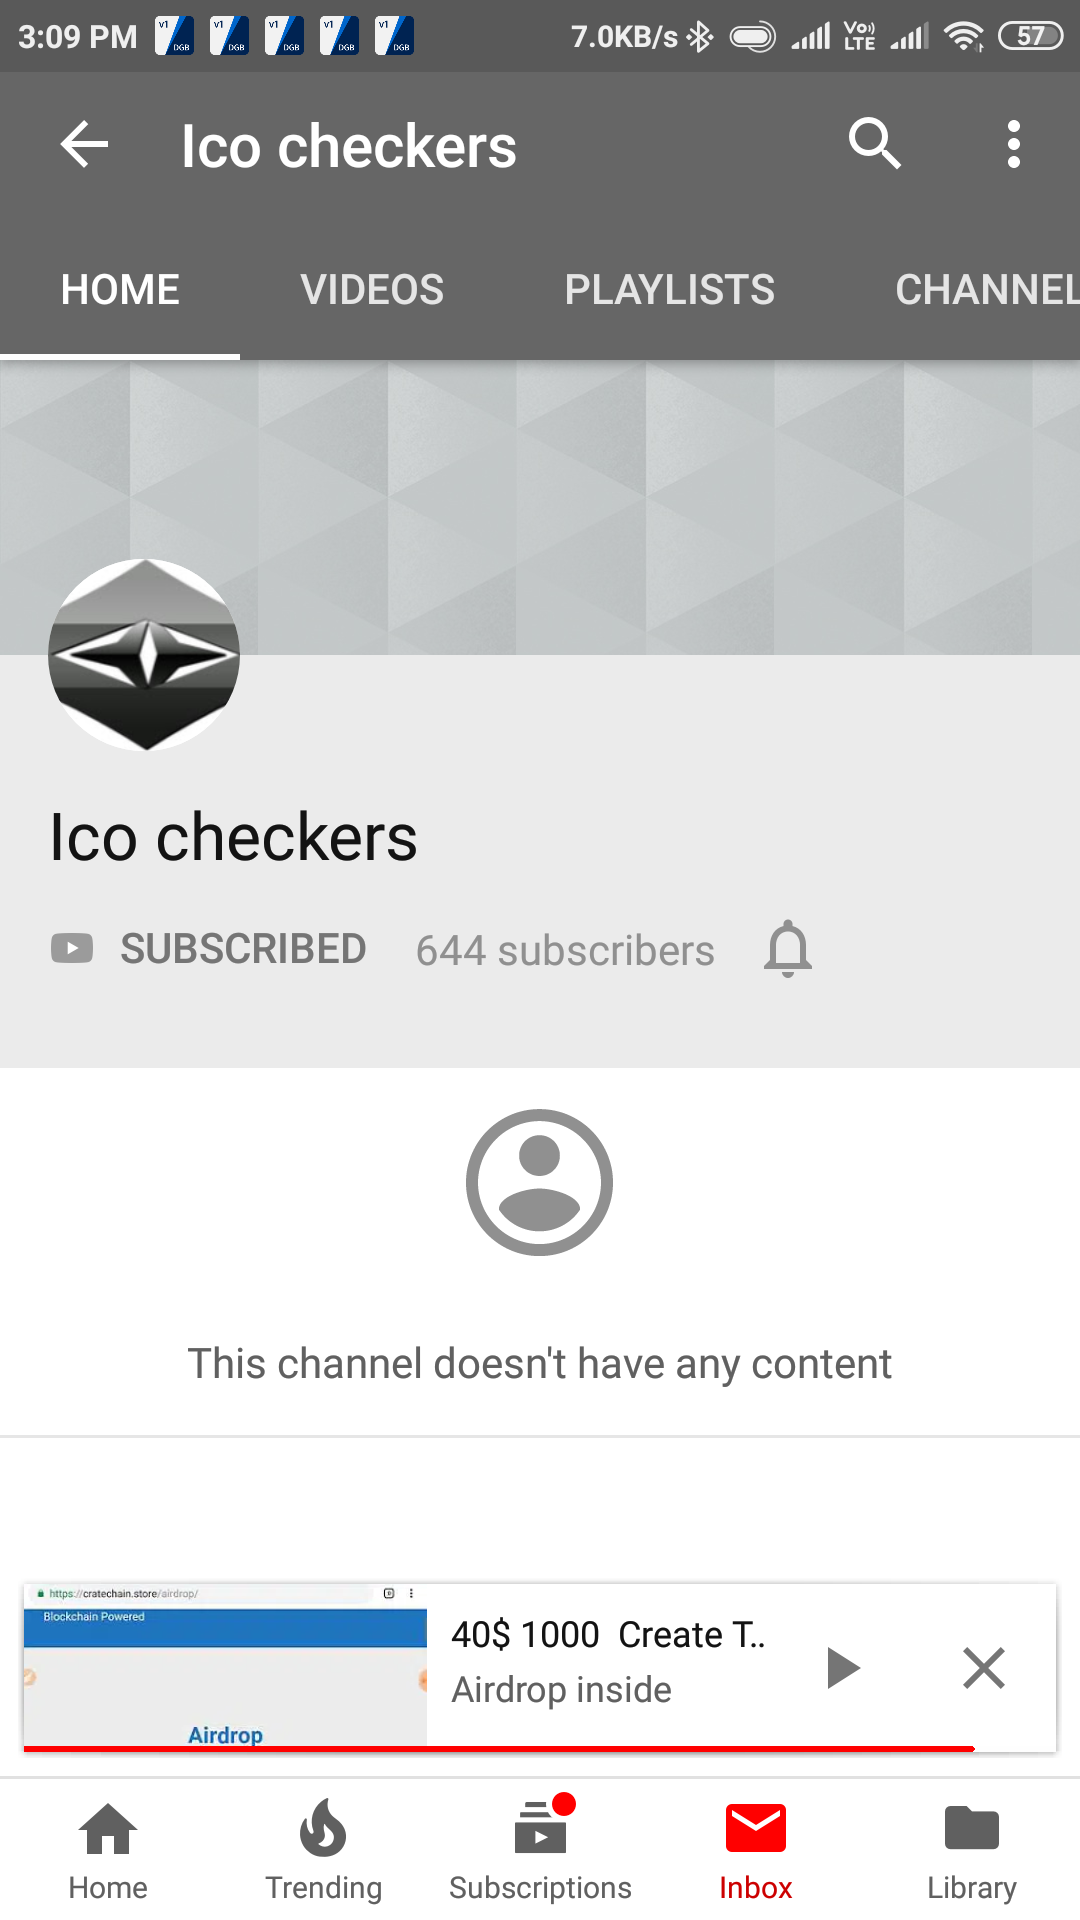 3:09 PM
v1 DGB
v1 DGB
v1 DGB
v1 DGB
v1 DGB
7.0KB/s
Vo)) LTE
57
Ico checkers
HOME
VIDEOS
PLAYLISTS
CHANNEL
Ico checkers
SUBSCRIBED
644 subscribers
This channel doesn't have any content
https://cratechain.store/airdrop/
Blockchain Powered
Airdrop
40$ 1000 Create T..
Airdrop inside
Home
Trending
Subscriptions
Inbox
Library